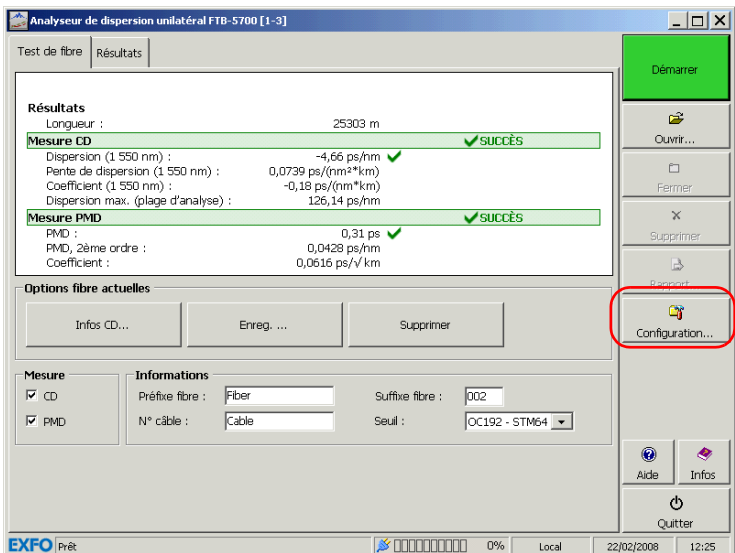 Analyseur de dispersion unilatéral FTB-5700 [1-3]
Test de fibre
Résultats
Résultats
Longueur : 25303 m
Mesure CD SUCCÈS
Dispersion (1 550 nm) : -4,66 ps/nm
Pente de dispersion (1 550 nm) : 0,0739 ps/(nm²*km)
Coefficient (1 550 nm) : -0,18 ps/(nm*km)
Dispersion max. (plage d'analyse) : 126,14 ps/nm
Mesure PMD SUCCÈS
PMD : 0,31 ps
PMD, 2ème ordre : 0,0428 ps/nm
Coefficient : 0,0616 ps/√km
Options fibre actuelles
Infos CD...
Enreg. ...
Supprimer
Mesure
CD
PMD
Informations
Préfixe fibre : Fiber
Suffixe fibre : 002
N° câble : Cable
Seuil : OC192 - STM64
Démarrer
Ouvrir...
Fermer
Supprimer
Rapport...
Configuration...
Aide
Infos
Quitter
EXFO Prêt 0% Local 22/02/2008 12:25